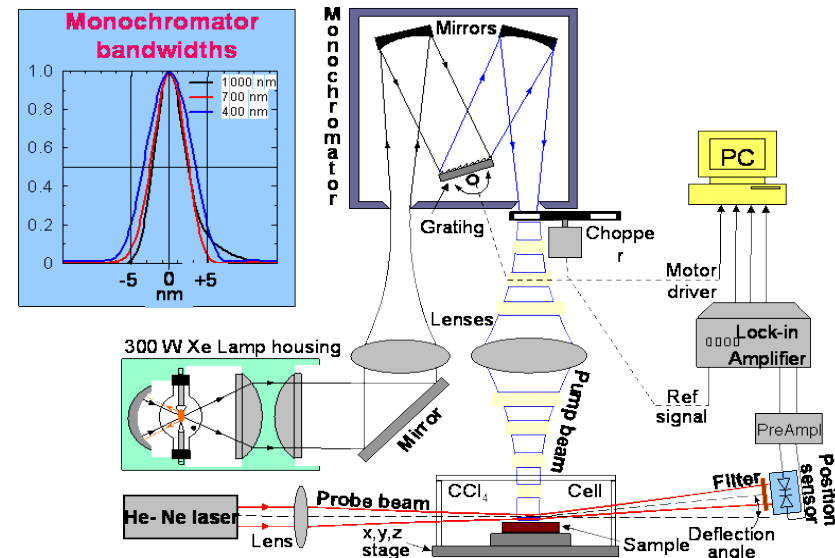 Monochromator
bandwidths
1.0
0.8
0.6
0.4
0.2
0
1000 nm
700 nm
400 nm
-5 0 +5
nm
Monochromator
Mirrors
Gratihg
Choppe
r
PC
Motor
driver
Lenses
Lock-in
Amplifier
300 W Xe Lamp housing
Mirror
Pump beam
Ref
signal
PreAmpl
Position
sensor
Filter
He- Ne laser
Probe beam
Lens
CCl4
Cell
x,y,z
stage
Sample
Deflection
angle